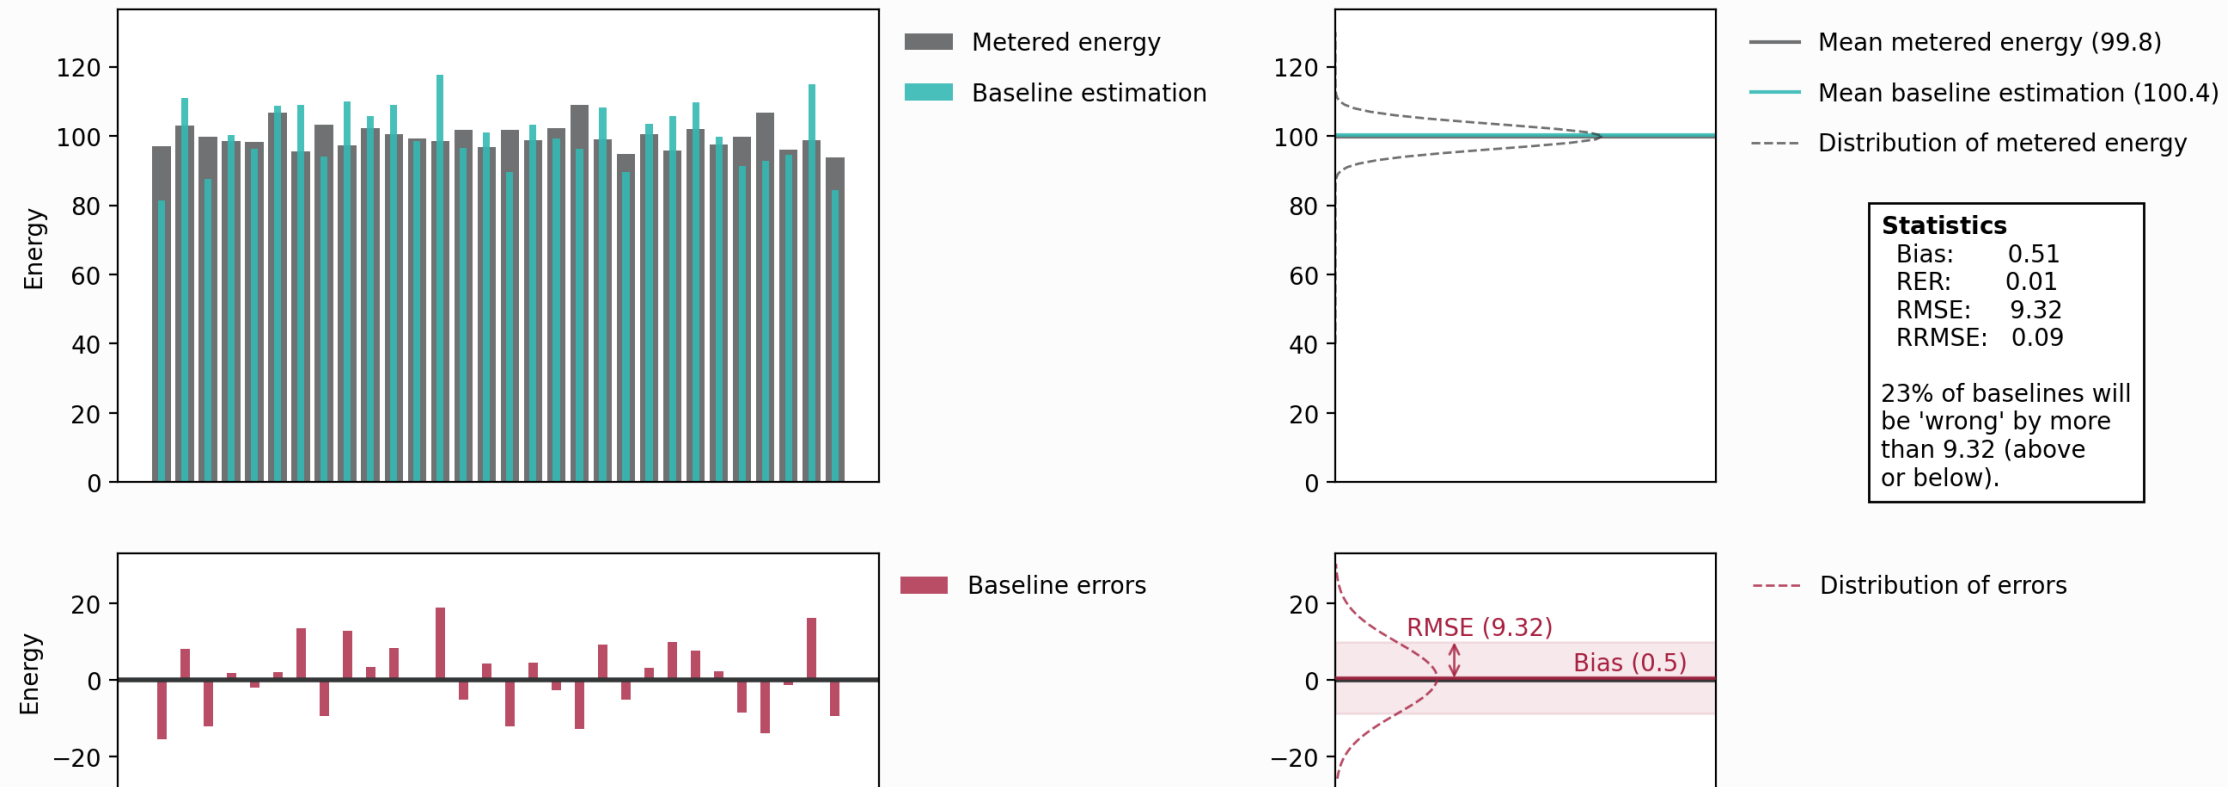 Energy
120
100
80
60
40
20
0
Metered energy
Baseline estimation
120
100
80
60
40
20
0
Mean metered energy (99.8)
Mean baseline estimation (100.4)
Distribution of metered energy
Statistics
Bias: 0.51
RER: 0.01
RMSE: 9.32
RRMSE: 0.09
23% of baselines will
be 'wrong' by more
than 9.32 (above
or below).
Energy
20
0
−20
Baseline errors
20
0
−20
RMSE (9.32)
Bias (0.5)
Distribution of errors